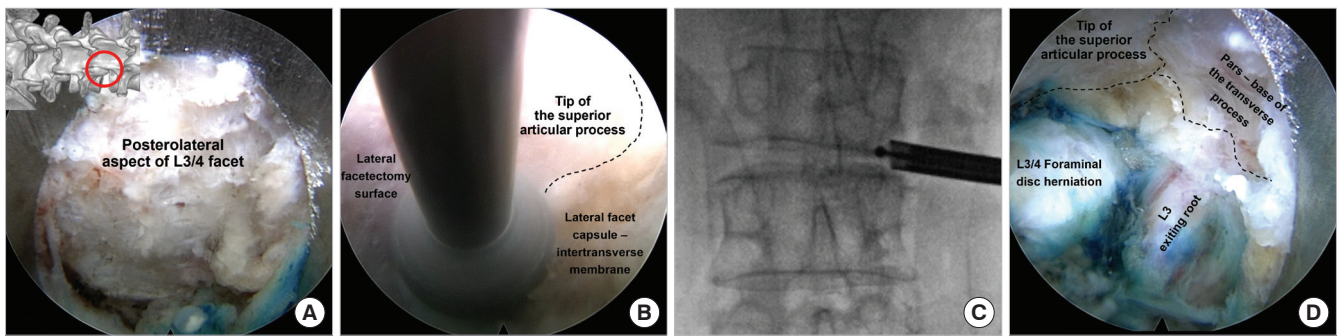 Posterolateral
aspect of L3/4 facet
A
Tip of
the superior
articular process
Lateral
facetectomy
surface
Lateral facet
capsule –
intertransverse
membrane
B
C
Tip of
the superior
articular process
Pars – base of
the transverse
process
L3/4 Foraminal
disc herniation
L3
exiting root
D